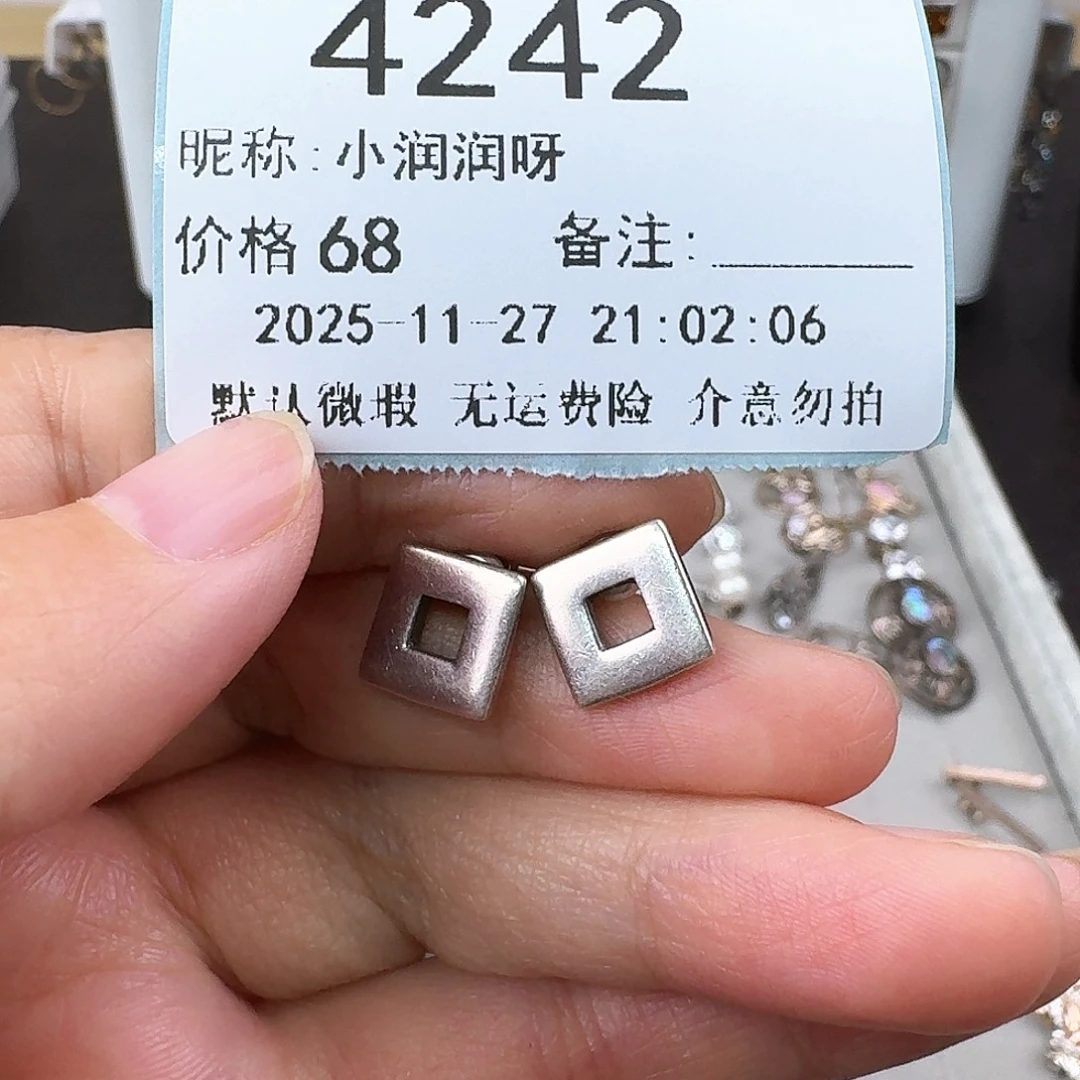 4242
昵称:小润润呀
价格 68 备注:________
2025-11-27 21:02:06
默认微瑕 无运费险 介意勿拍